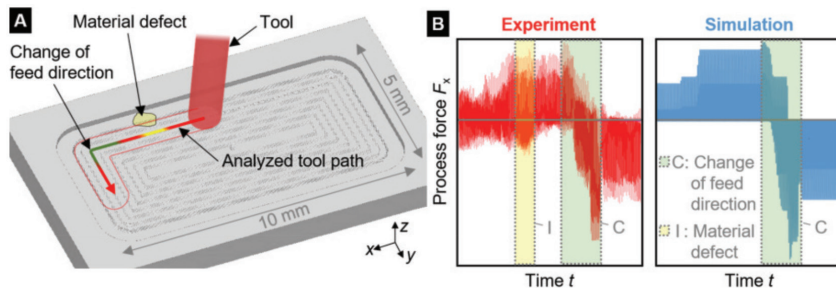 A
Material defect
Tool
Change of
feed direction
Analyzed tool path
5 mm
10 mm
z
x
y
B
Experiment
Simulation
Process force Fx
I
C
C: Change
of feed
direction
I : Material
defect
C
Time t
Time t